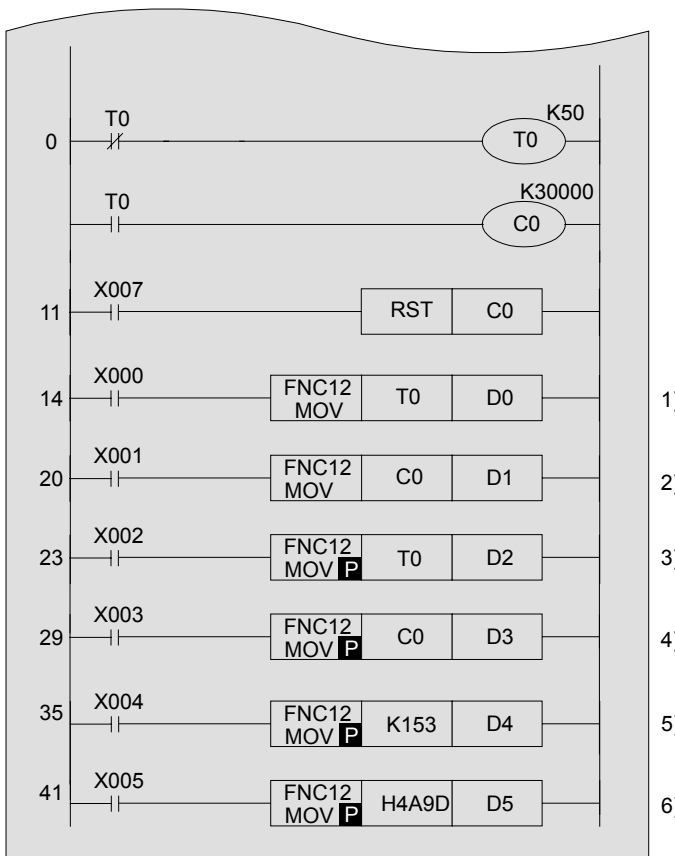 T0 K50
0 T0
T0 K30000
C0
X007
11 RST C0
X000
14 FNC12 MOV T0 D0 1)
X001
20 FNC12 MOV C0 D1 2)
X002
23 FNC12 MOV P T0 D2 3)
X003
29 FNC12 MOV P C0 D3 4)
X004
35 FNC12 MOV P K153 D4 5)
X005
41 FNC12 MOV P H4A9D D5 6)